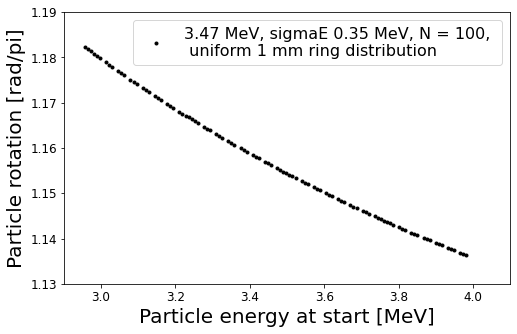 1.19
1.18
1.17
1.16
1.15
1.14
1.13
Particle rotation [rad/pi]
3.47 MeV, sigmaE 0.35 MeV, N = 100,
uniform 1 mm ring distribution
3.0 3.2 3.4 3.6 3.8 4.0
Particle energy at start [MeV]